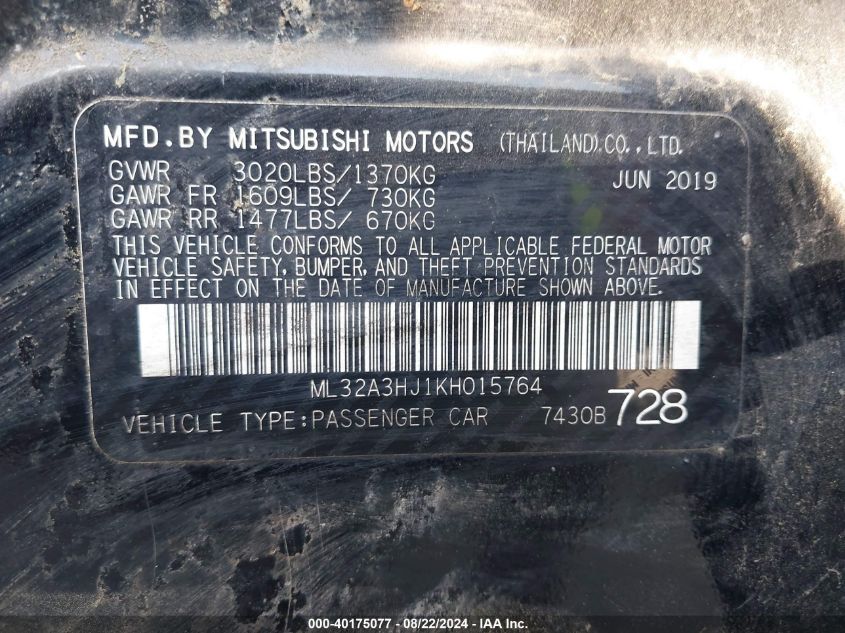 MFD.BY MITSUBISHI MOTORS (THAILAND)CO.,LTD.
GVWR 3020LBS/1370KG JUN 2019
GAWR FR 1609LBS/ 730KG
GAWR RR 1477LBS/ 670KG
THIS VEHICLE CONFORMS TO ALL APPLICABLE FEDERAL MOTOR
VEHICLE SAFETY, BUMPER, AND THEFT PREVENTION STANDARDS
IN EFFECT ON THE DATE OF MANUFACTURE SHOWN ABOVE.
ML32A3HJ1KH015764
VEHICLE TYPE:PASSENGER CAR 7430B 728
000-40175077 - 08/22/2024 - IAA Inc.